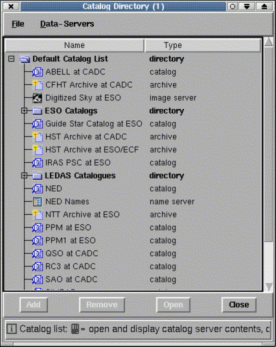 Catalog Directory (1)
File Data-Servers
Name Type
Default Catalog List directory
ABELL at CADC catalog
CFHT Archive at CADC archive
Digitized Sky at ESO image server
ESO Catalogs directory
Guide Star Catalog at ESO catalog
HST Archive at CADC archive
HST Archive at ESO/ECF archive
IRAS PSC at ESO catalog
LEDAS Catalogues directory
NED catalog
NED Names name server
NTT Archive at ESO archive
PPM at ESO catalog
PPM1 at ESO catalog
QSO at CADC catalog
RC3 at CADC catalog
SAO at CADC catalog
Add Remove Open Close
Catalog list: = open and display catalog server contents, c